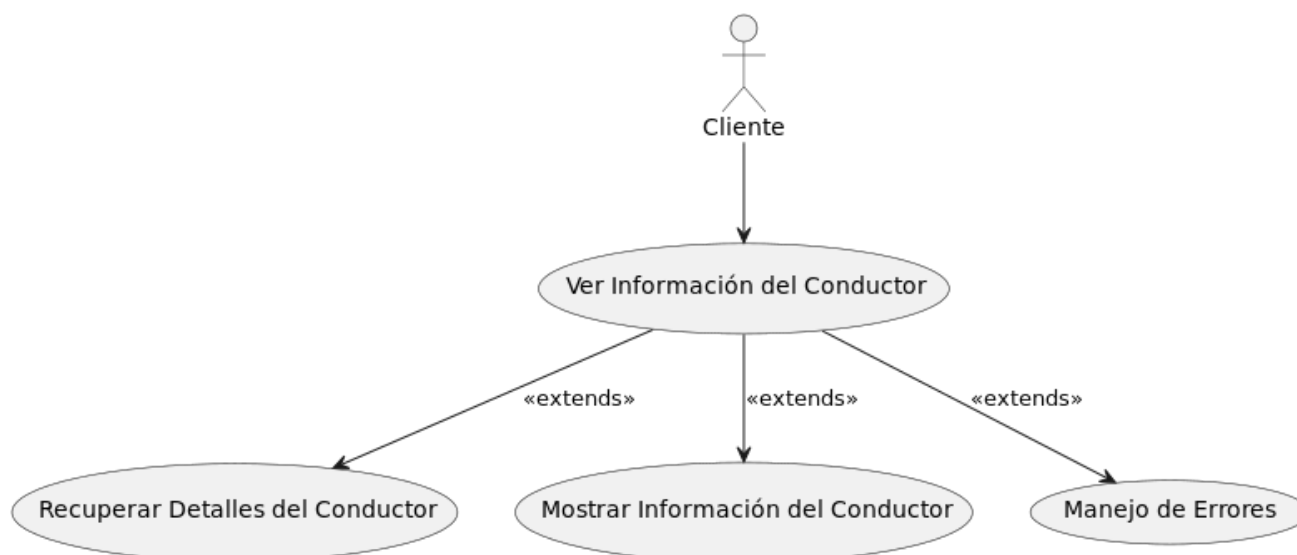 Cliente
Ver Información del Conductor
«extends»
«extends»
«extends»
Recuperar Detalles del Conductor
Mostrar Información del Conductor
Manejo de Errores